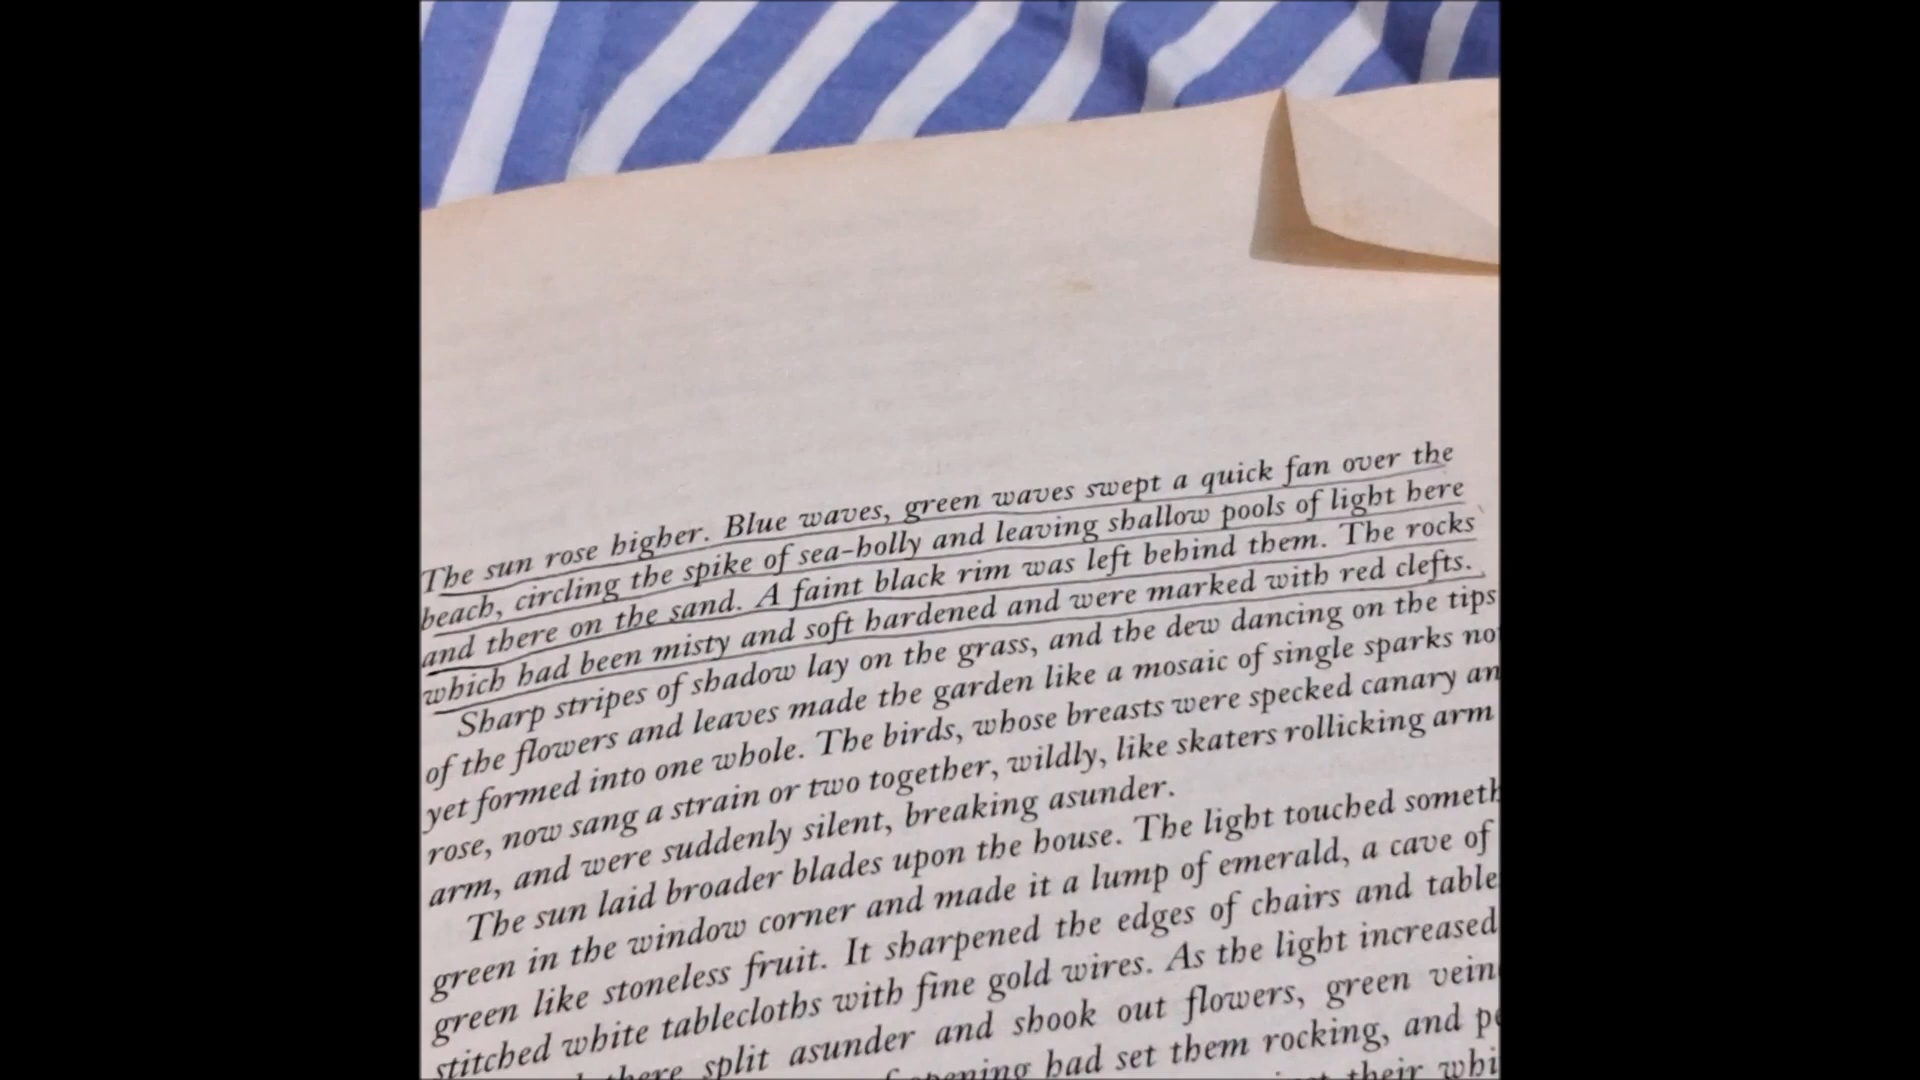 The sun rose higher. Blue waves, green waves swept a quick fan over the
beach, circling the spike of sea-holly and leaving shallow pools of light here
and there on the sand. A faint black rim was left behind them. The rocks
which had been misty and soft hardened and were marked with red clefts.
Sharp stripes of shadow lay on the grass, and the dew dancing on the tips
of the flowers and leaves made the garden like a mosaic of single sparks no
yet formed into one whole. The birds, whose breasts were specked canary an
rose, now sang a strain or two together, wildly, like skaters rollicking arm
arm, and were suddenly silent, breaking asunder.
The sun laid broader blades upon the house. The light touched someth
green in the window corner and made it a lump of emerald, a cave of
green like stoneless fruit. It sharpened the edges of chairs and table
stitched white tablecloths with fine gold wires. As the light increased
there split asunder and shook out flowers, green vein
pening had set them rocking, and p
their whi